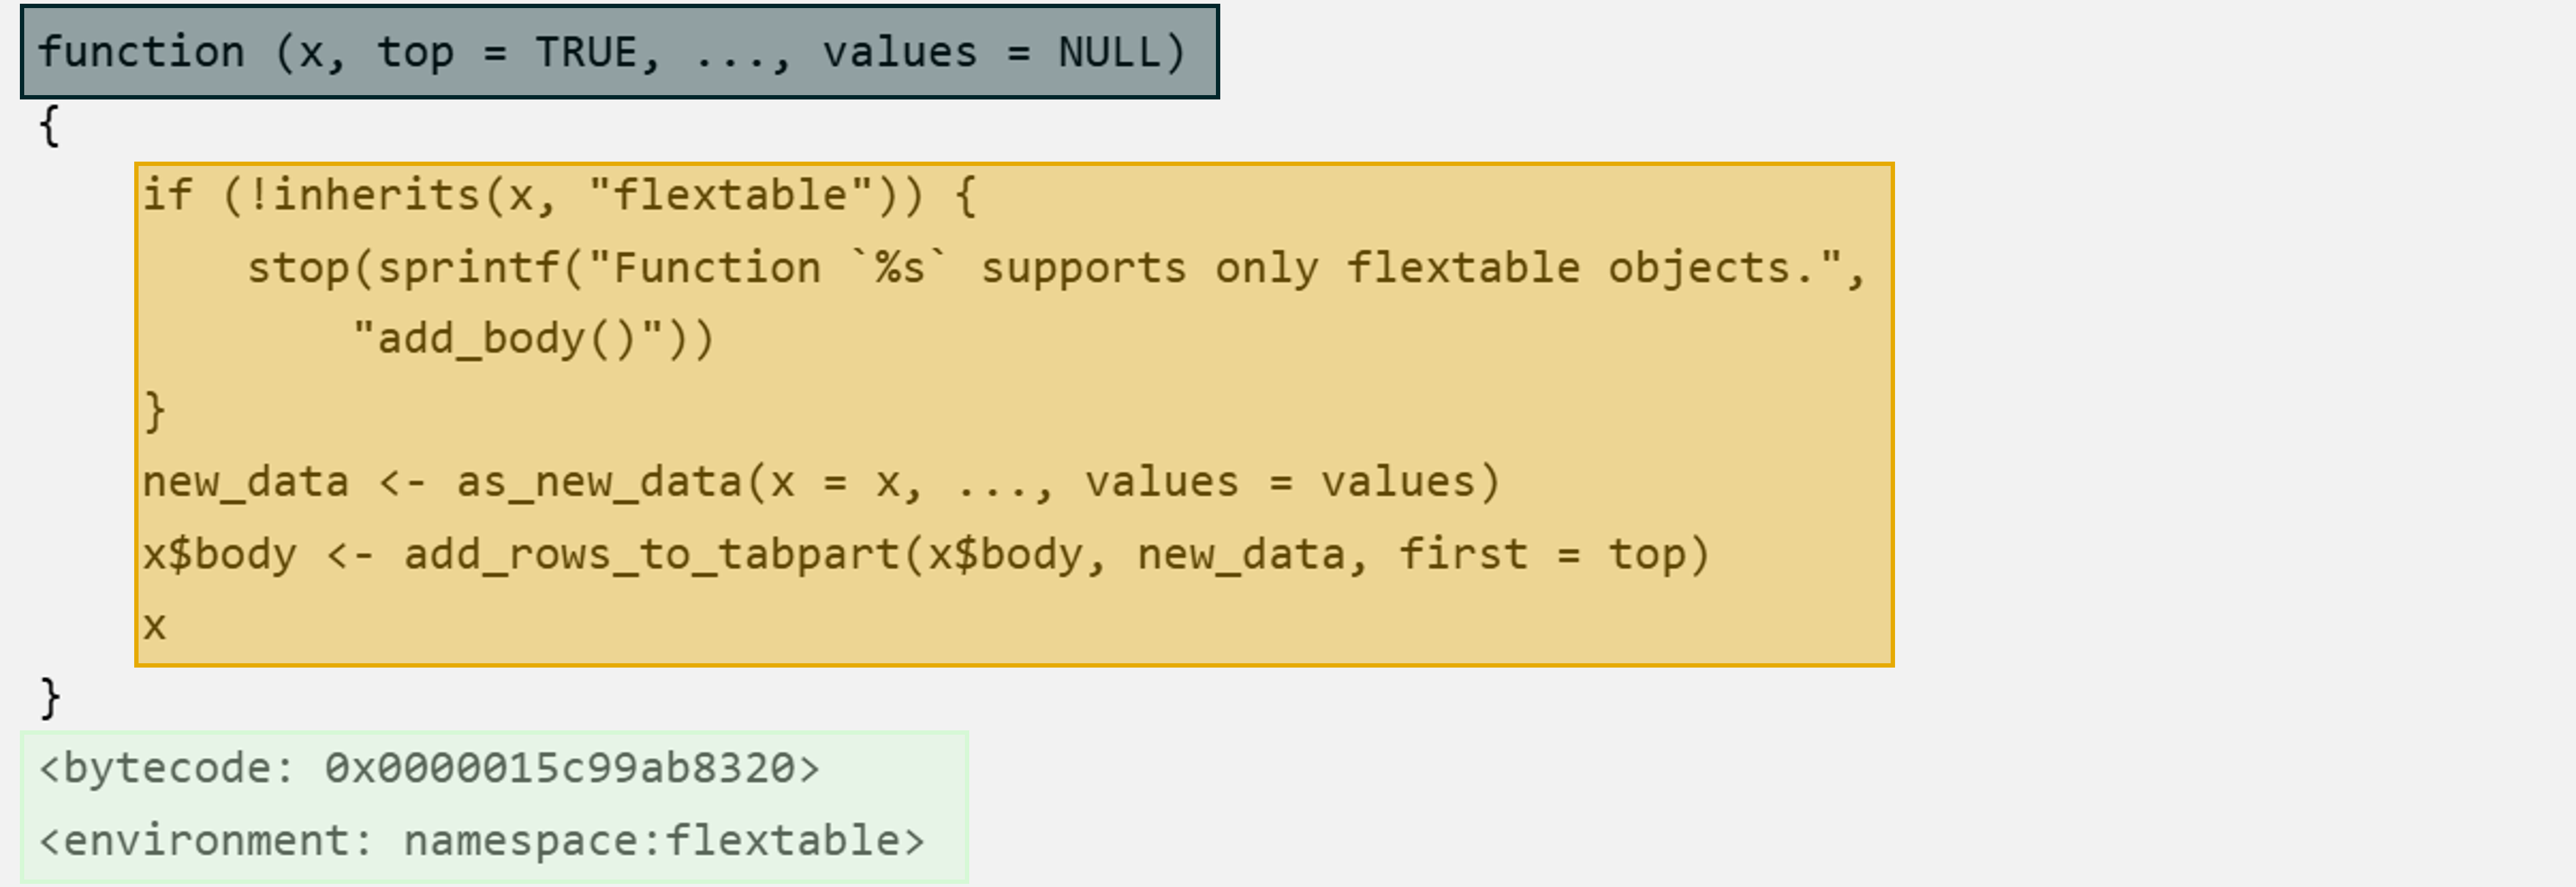 function (x, top = TRUE, ..., values = NULL)
{
    if (!inherits(x, "flextable")) {
        stop(sprintf("Function `%s` supports only flextable objects.",
            "add_body()"))
    }
    new_data <- as_new_data(x = x, ..., values = values)
    x$body <- add_rows_to_tabpart(x$body, new_data, first = top)
    x
}
<bytecode: 0x0000015c99ab8320>
<environment: namespace:flextable>